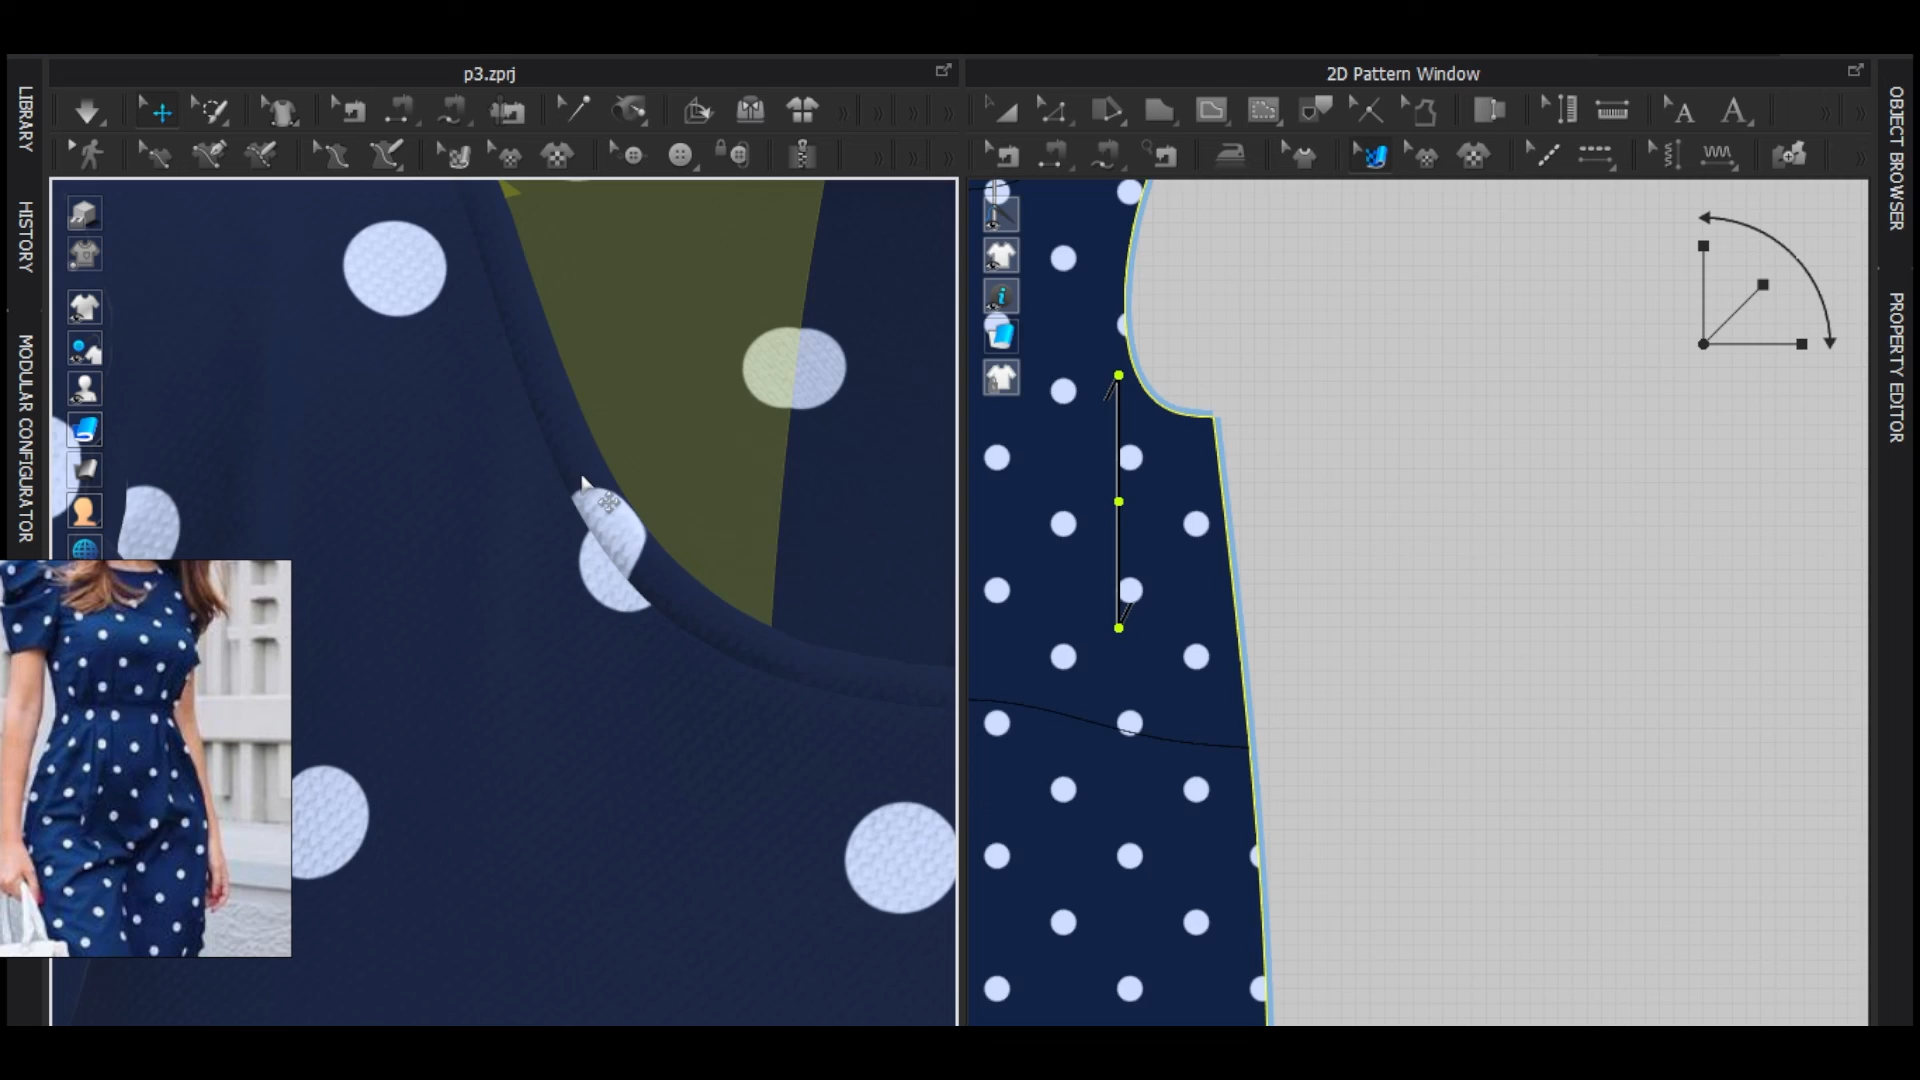 p3.zprj
2D Pattern Window
LIBRARY
HISTORY
MODULAR CONFIGURATOR
OBJECT BROWSER
PROPERTY EDITOR
A
A